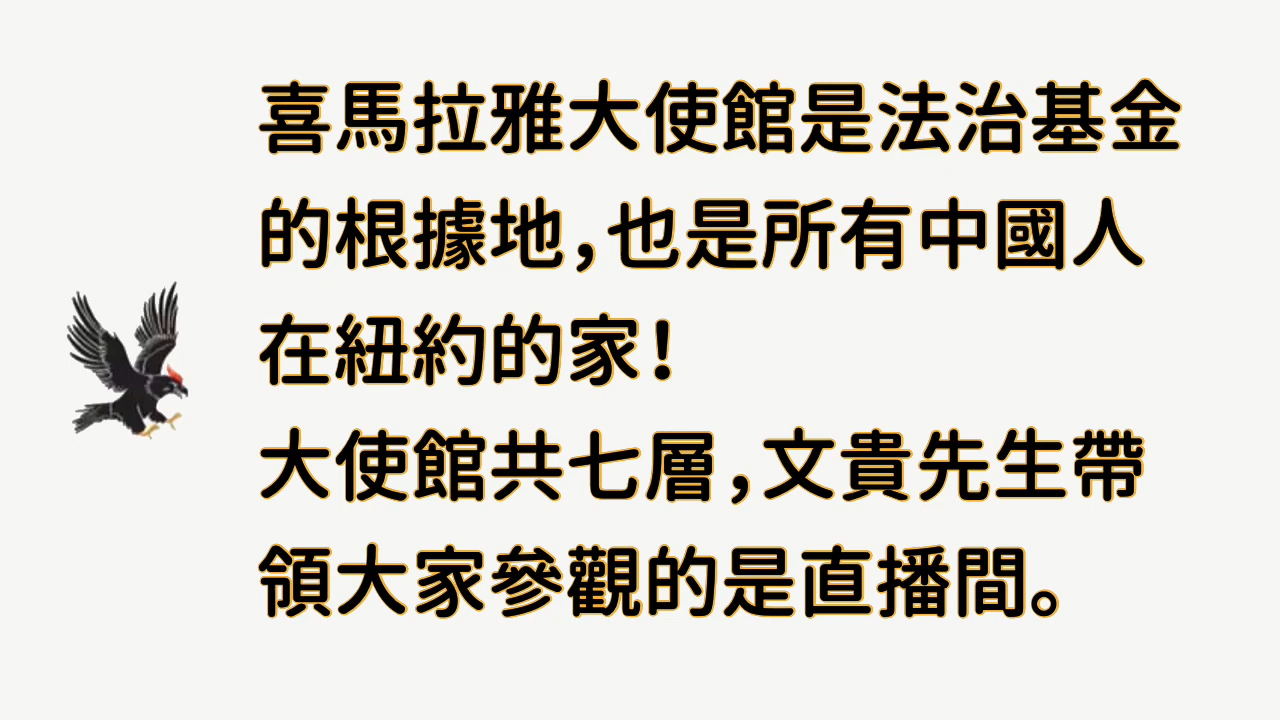 喜馬拉雅大使館是法治基金
的根據地，也是所有中國人
在紐約的家！
大使館共七層，文貴先生帶
領大家參觀的是直播間。